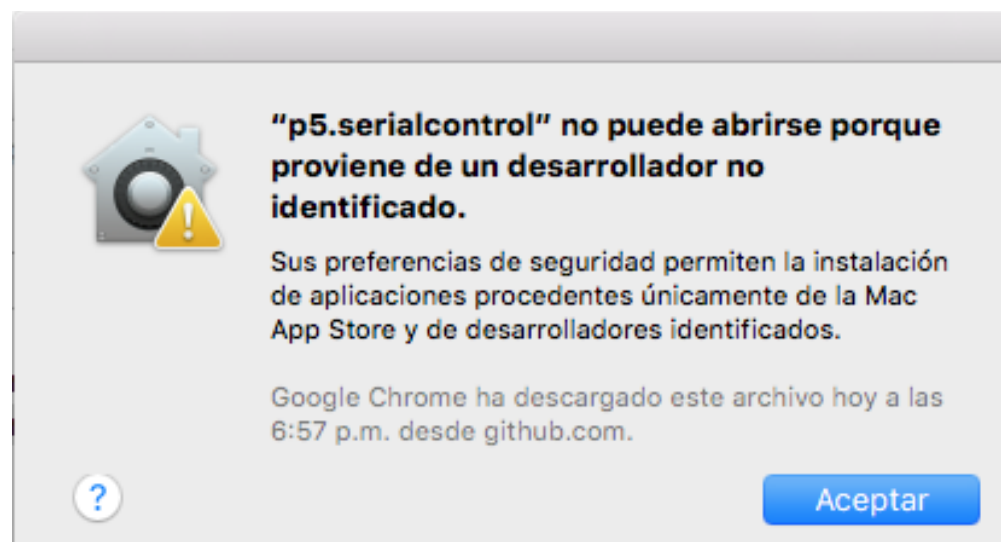 “p5.serialcontrol” no puede abrirse porque
proviene de un desarrollador no
identificado.
Sus preferencias de seguridad permiten la instalación
de aplicaciones procedentes únicamente de la Mac
App Store y de desarrolladores identificados.
Google Chrome ha descargado este archivo hoy a las
6:57 p.m. desde github.com.
?
Aceptar